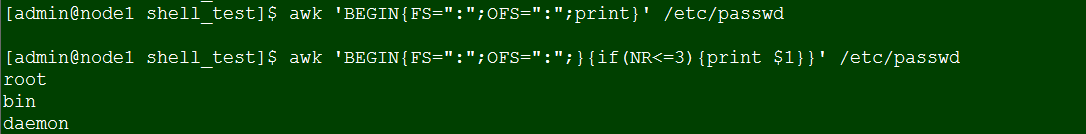 [admin@node1 shell_test]$ awk 'BEGIN{FS=":";OFS=":";print}' /etc/passwd
[admin@node1 shell_test]$ awk 'BEGIN{FS=":";OFS=":";}{if(NR<=3){print $1}}' /etc/passwd
root
bin
daemon